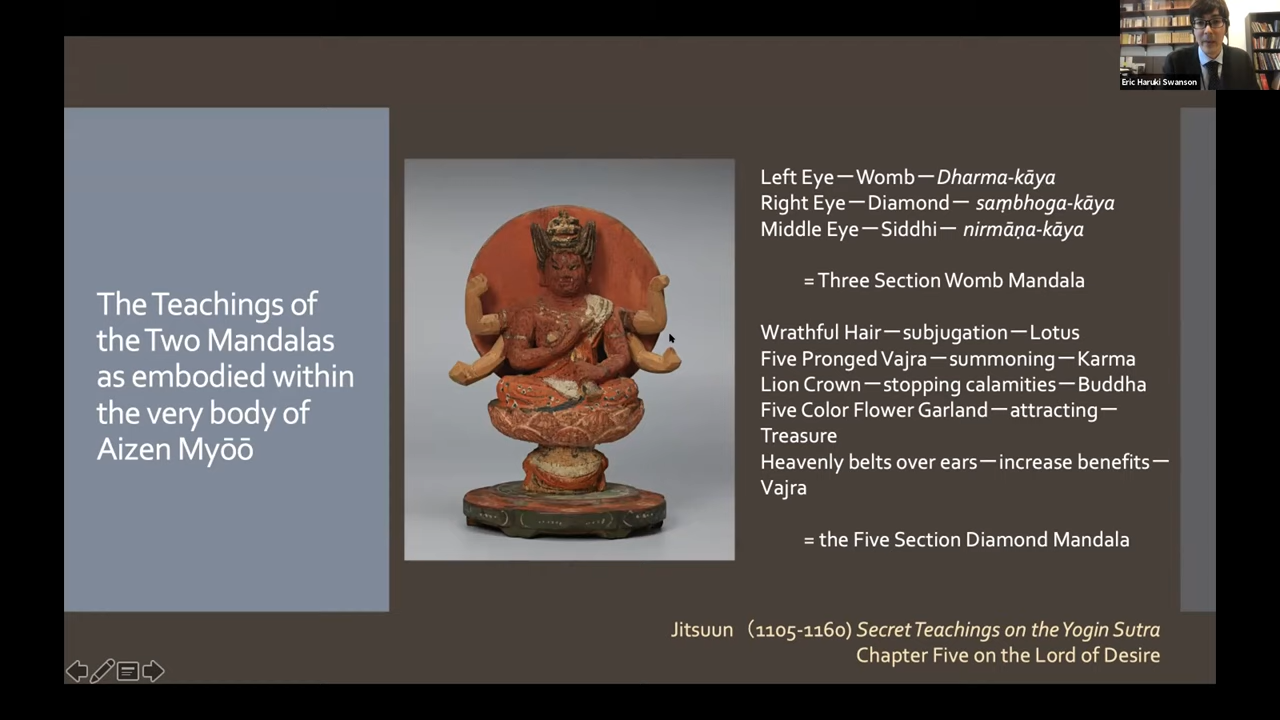 Eric Haruki Swanson
The Teachings of
the Two Mandalas
as embodied within
the very body of
Aizen Myōō
Left Eye—Womb—Dharma-kāya
Right Eye—Diamond— saṃbhoga-kāya
Middle Eye—Siddhi— nirmāṇa-kāya
= Three Section Womb Mandala
Wrathful Hair—subjugation—Lotus
Five Pronged Vajra—summoning—Karma
Lion Crown—stopping calamities—Buddha
Five Color Flower Garland—attracting—
Treasure
Heavenly belts over ears—increase benefits—
Vajra
= the Five Section Diamond Mandala
Jitsuun（1105-1160) Secret Teachings on the Yogin Sutra
Chapter Five on the Lord of Desire